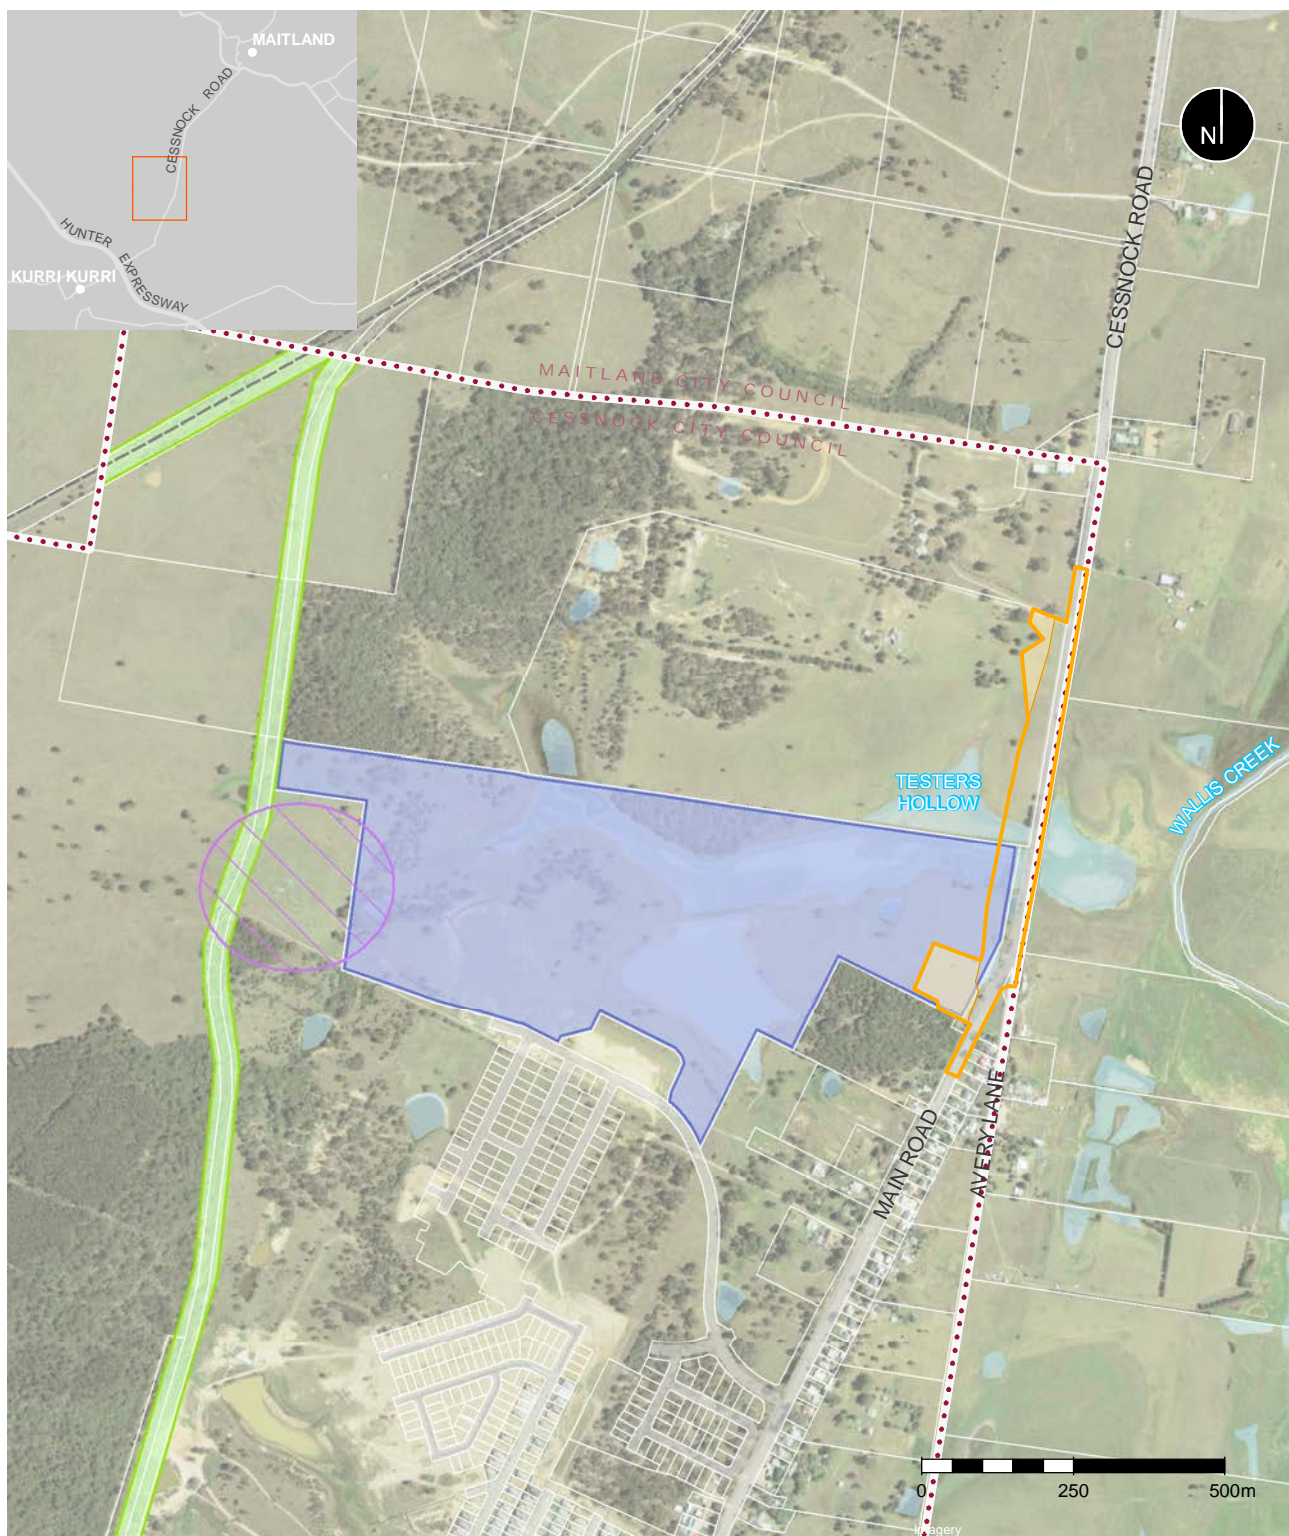 MAITLAND
CESSNOCK ROAD
HUNTER EXPRESSWAY
KURRI KURRI
N
CESSNOCK ROAD
MAITLAND CITY COUNCIL
CESSNOCK CITY COUNCIL
TESTERS
HOLLOW
WALLIS CREEK
MAIN ROAD
AVERY LANE
0 250 500m
Imagery